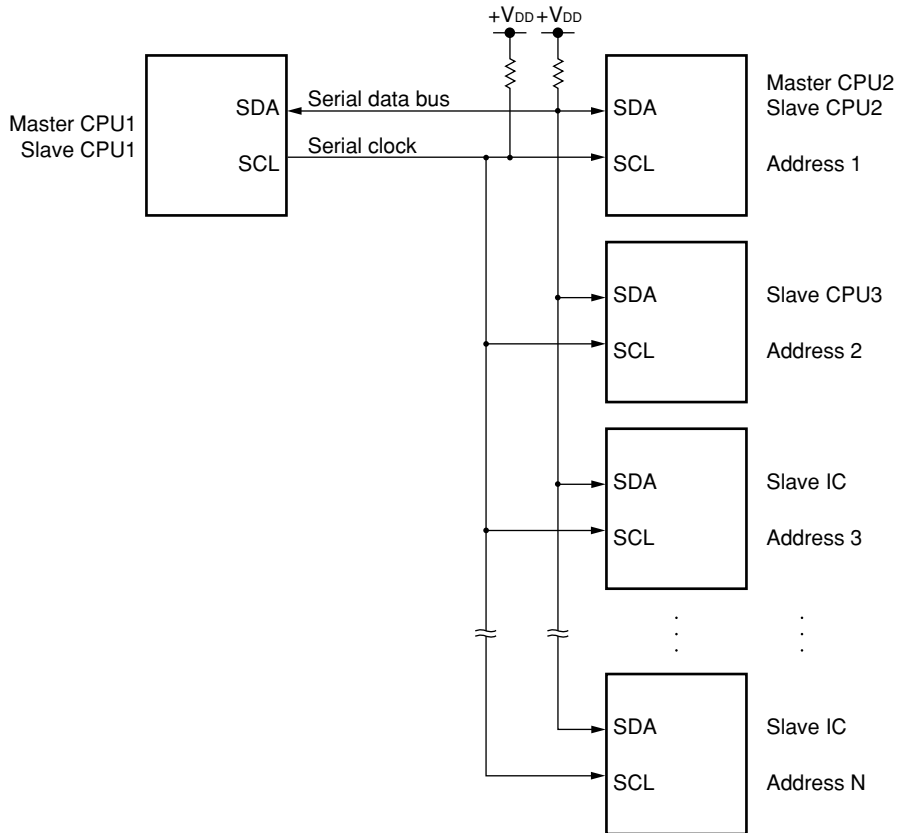 +VDD +VDD
Master CPU1
Slave CPU1
SDA
SCL
Serial data bus
Serial clock
SDA
SCL
Master CPU2
Slave CPU2
Address 1
SDA
SCL
Slave CPU3
Address 2
SDA
SCL
Slave IC
Address 3
SDA
SCL
Slave IC
Address N